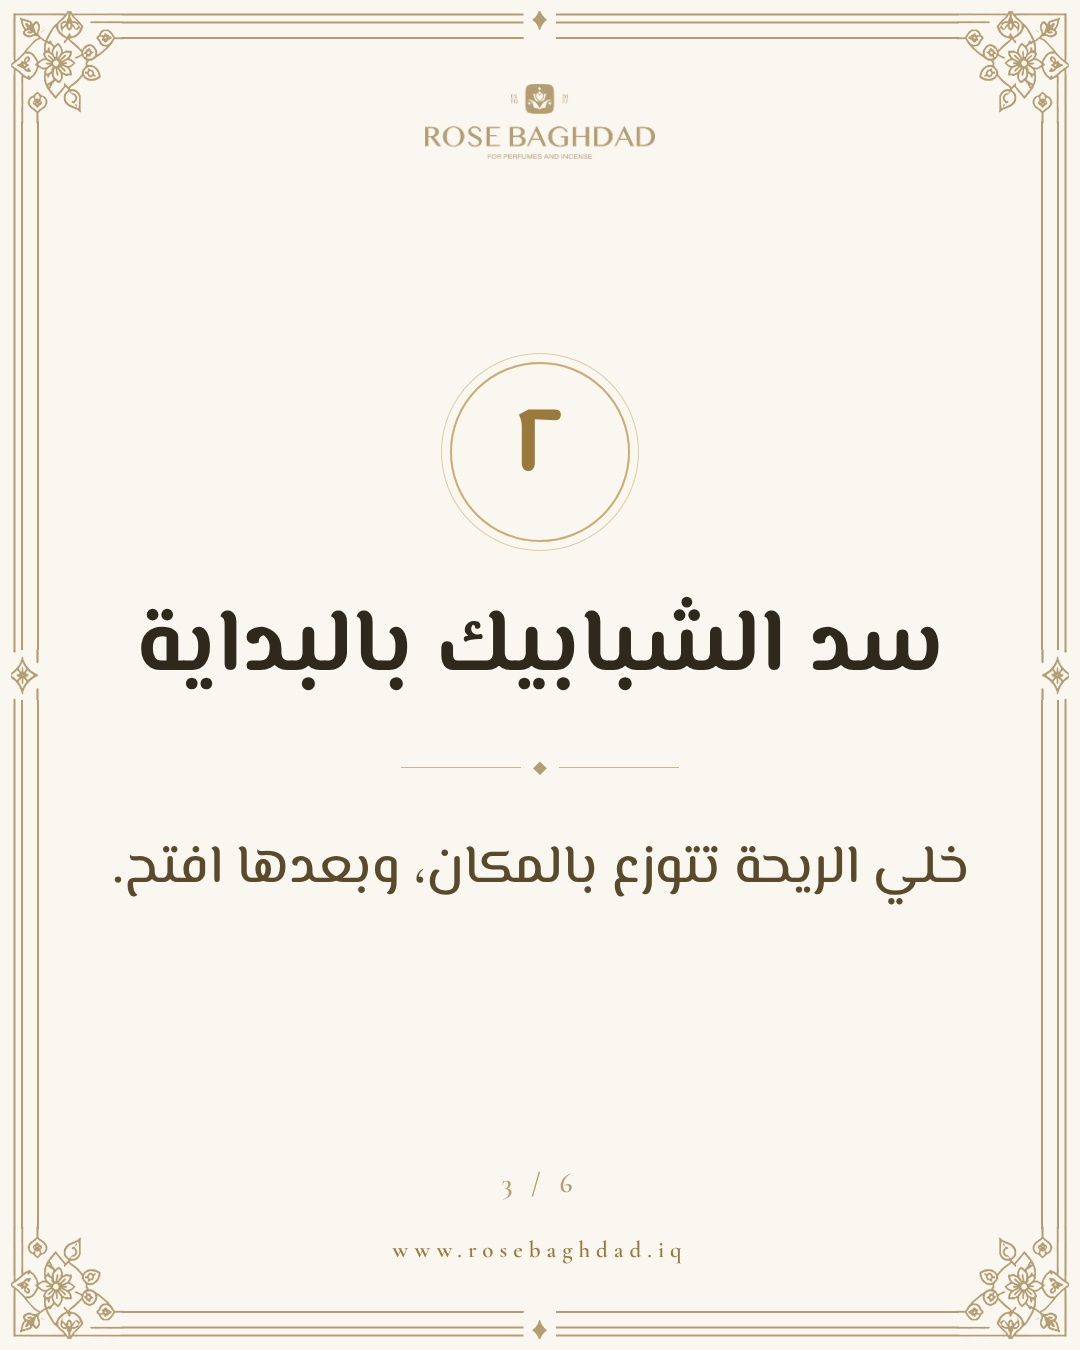 ROSE BAGHDAD
FOR PERFUMES AND INCENSE
٢
سد الشبابيك بالبداية
خلي الريحة تتوزع بالمكان، وبعدها افتح.
3 / 6
www.rosebaghdad.iq